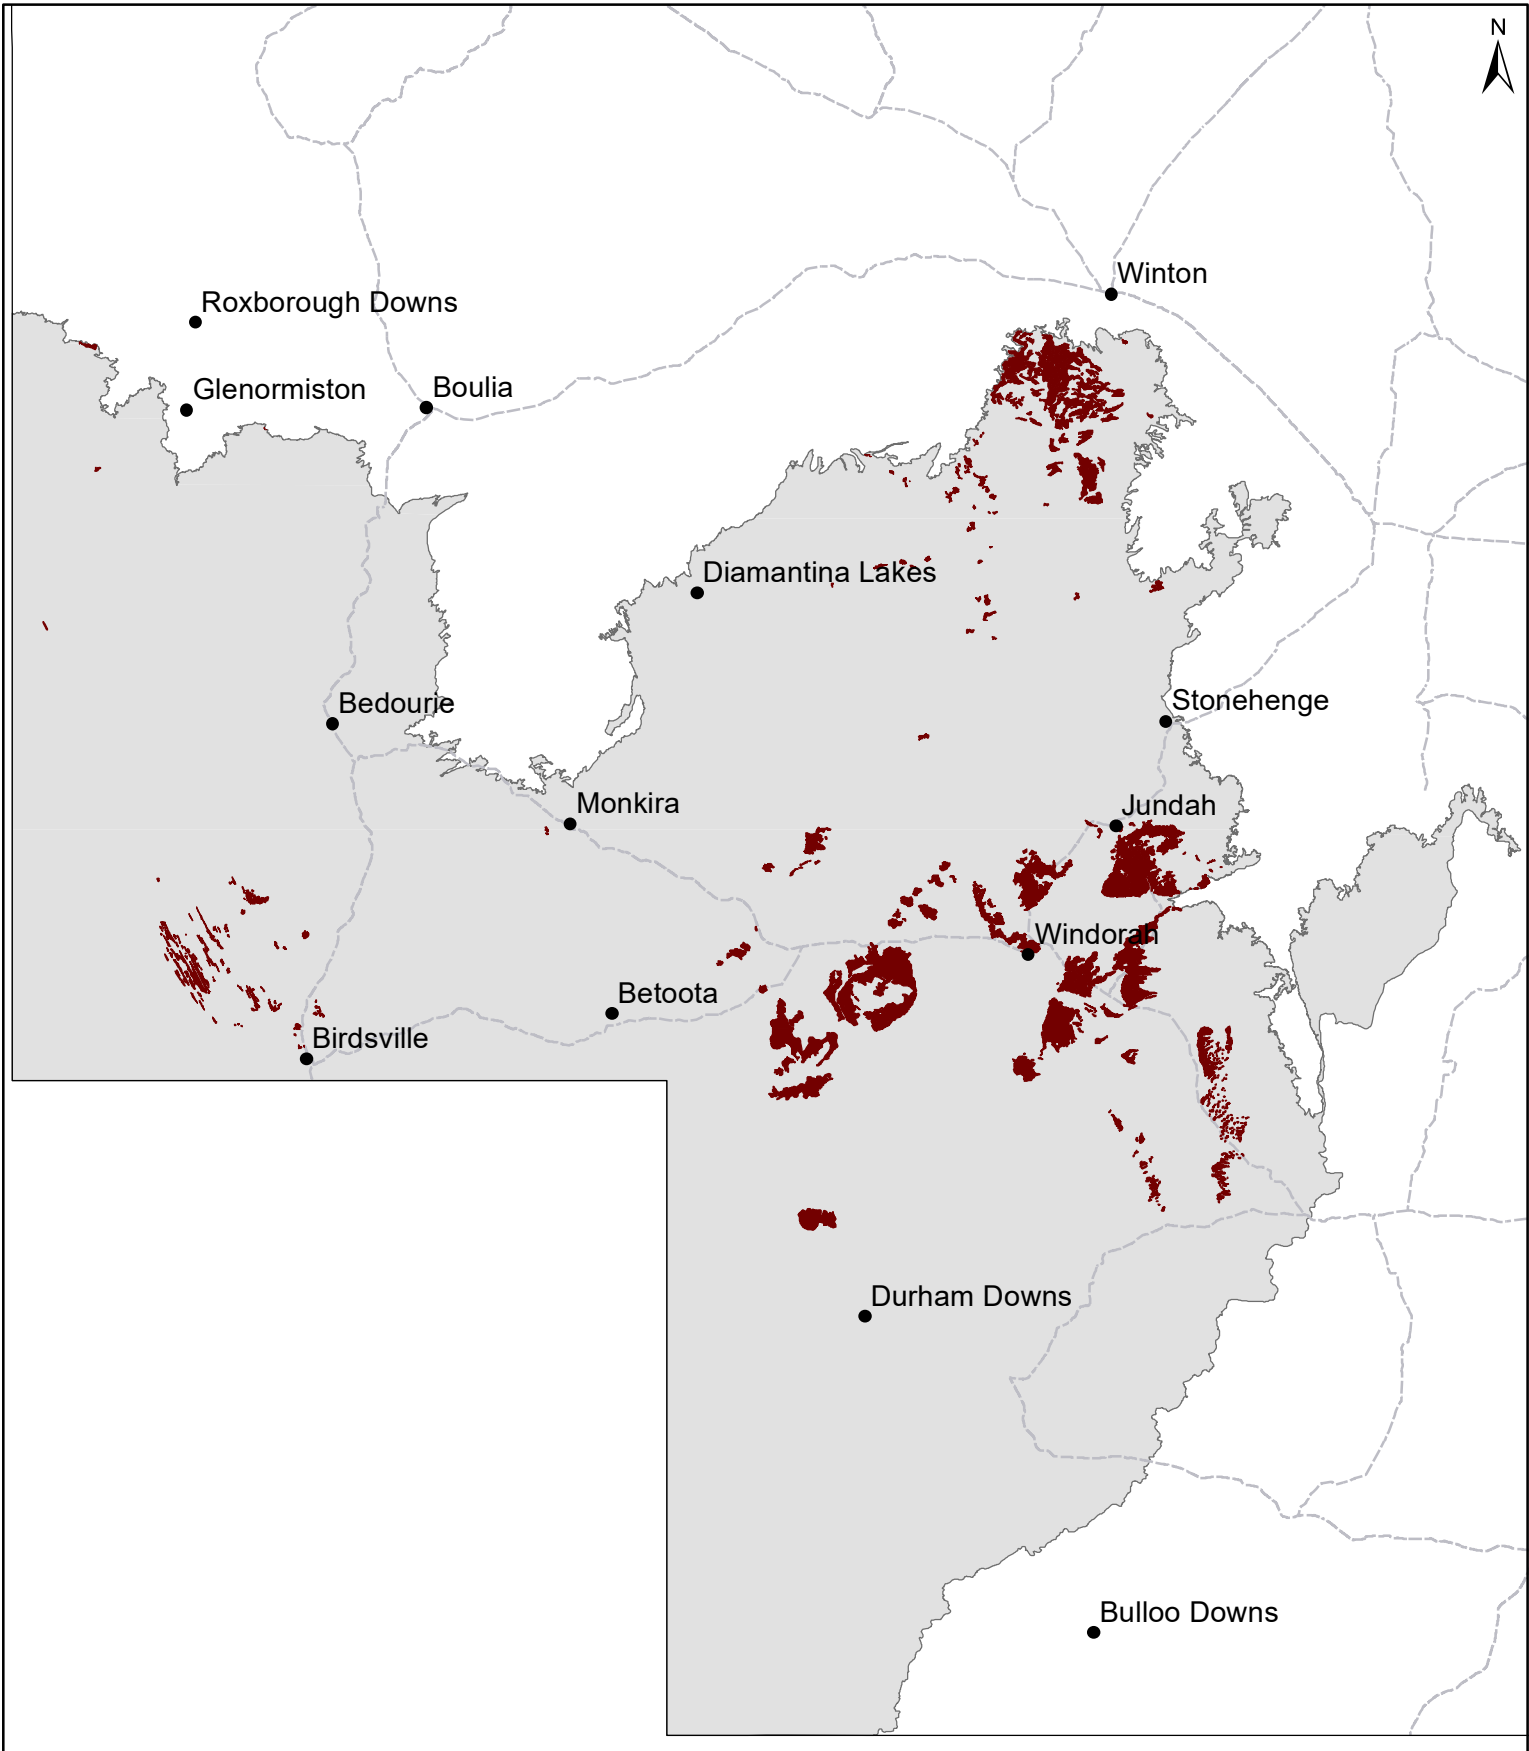 N
Winton
Roxborough Downs
Glenormiston
Boulia
Diamantina Lakes
Bedourie
Stonehenge
Monkira
Jundah
Windorah
Betoota
Birdsville
Durham Downs
Bulloo Downs